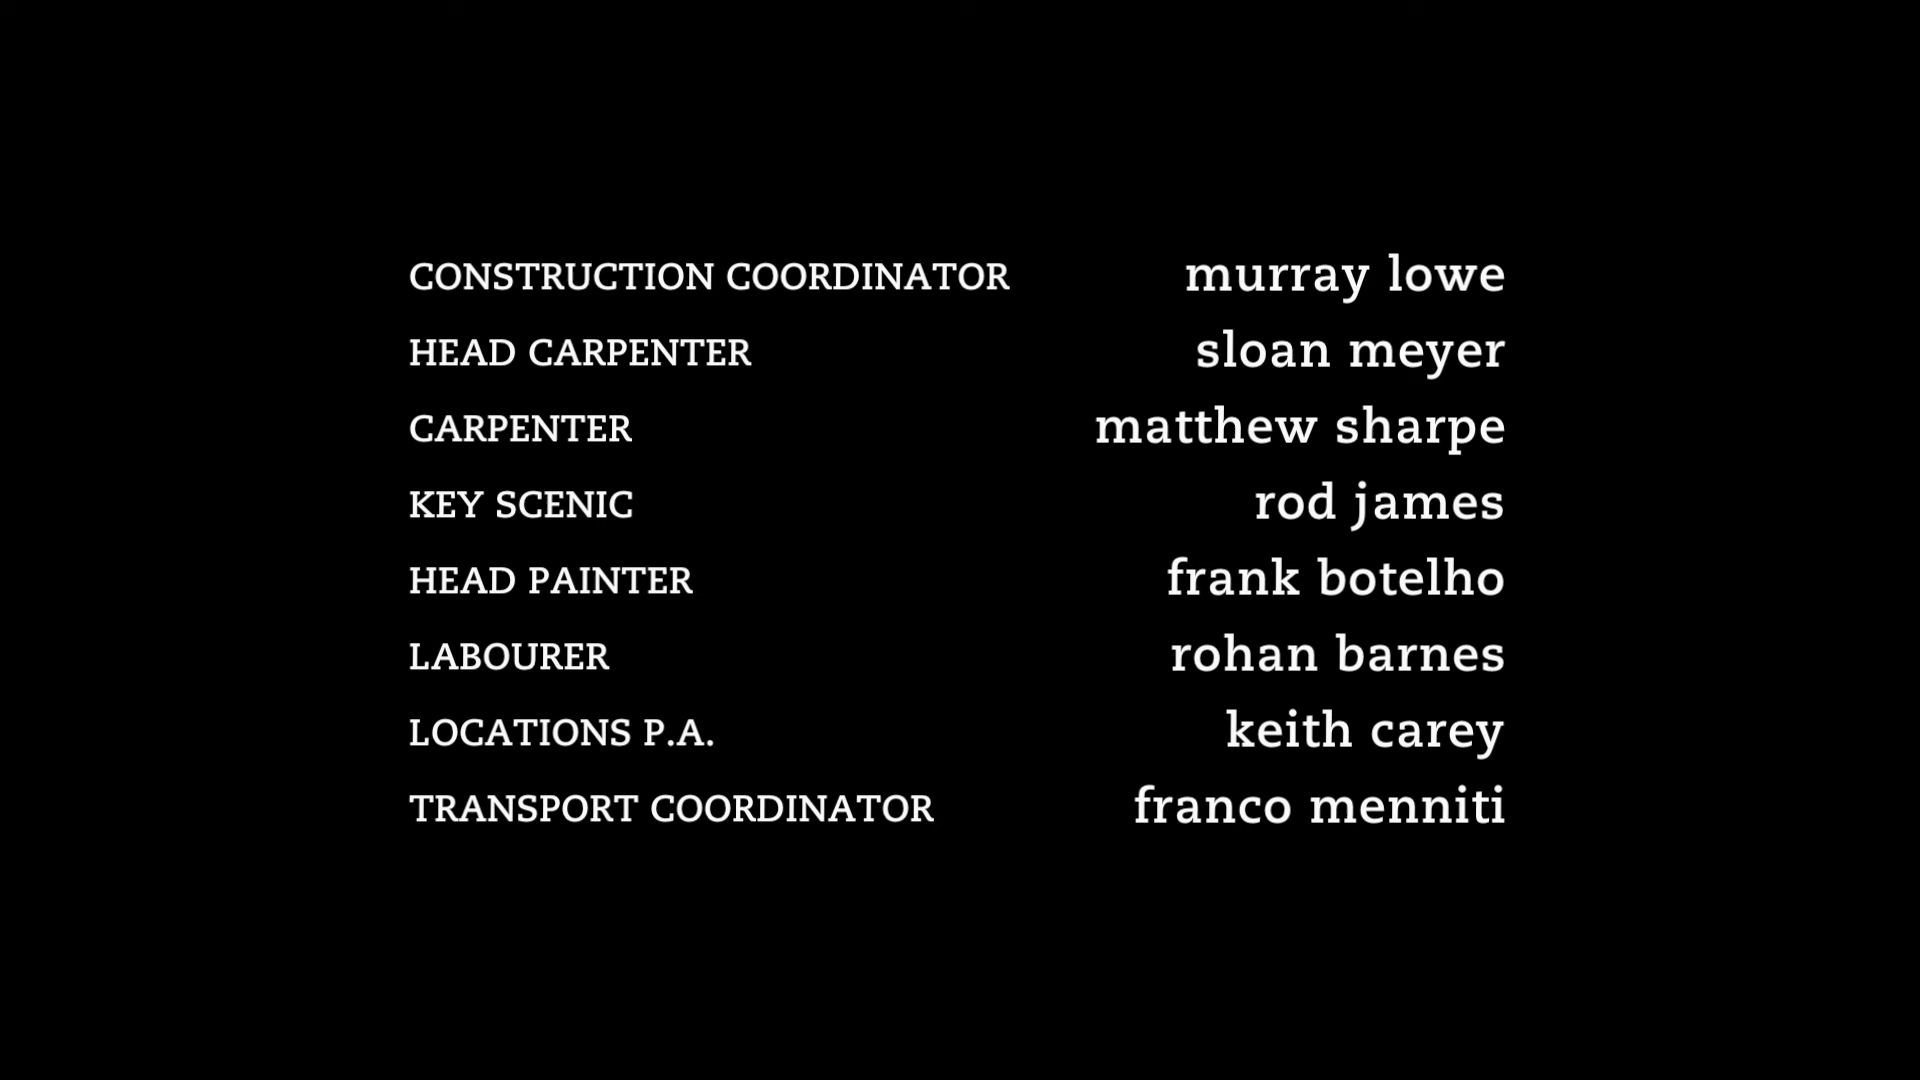 CONSTRUCTION COORDINATOR murray lowe
HEAD CARPENTER sloan meyer
CARPENTER matthew sharpe
KEY SCENIC rod james
HEAD PAINTER frank botelho
LABOURER rohan barnes
LOCATIONS P.A. keith carey
TRANSPORT COORDINATOR franco menniti